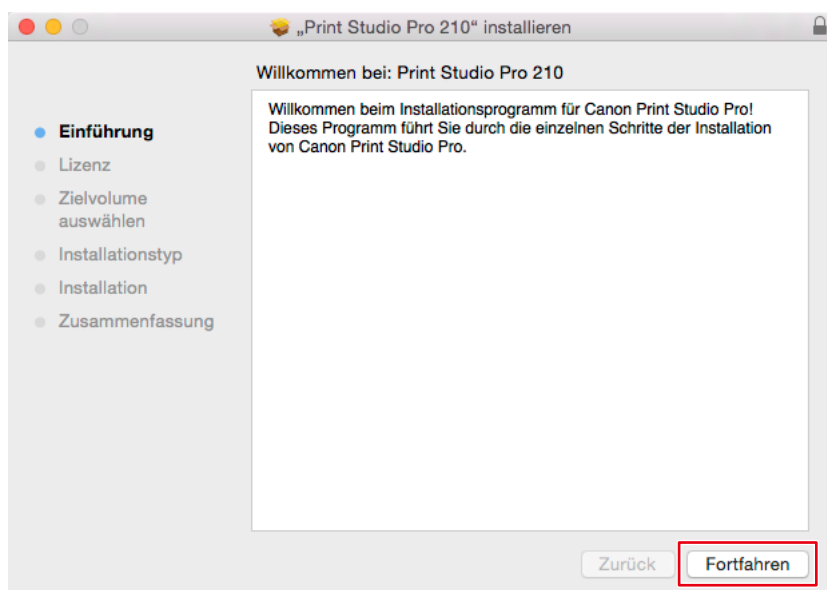 „Print Studio Pro 210“ installieren
Willkommen bei: Print Studio Pro 210
Einführung
Lizenz
Zielvolume
auswählen
Installationstyp
Installation
Zusammenfassung
Willkommen beim Installationsprogramm für Canon Print Studio Pro!
Dieses Programm führt Sie durch die einzelnen Schritte der Installation
von Canon Print Studio Pro.
Zurück
Fortfahren